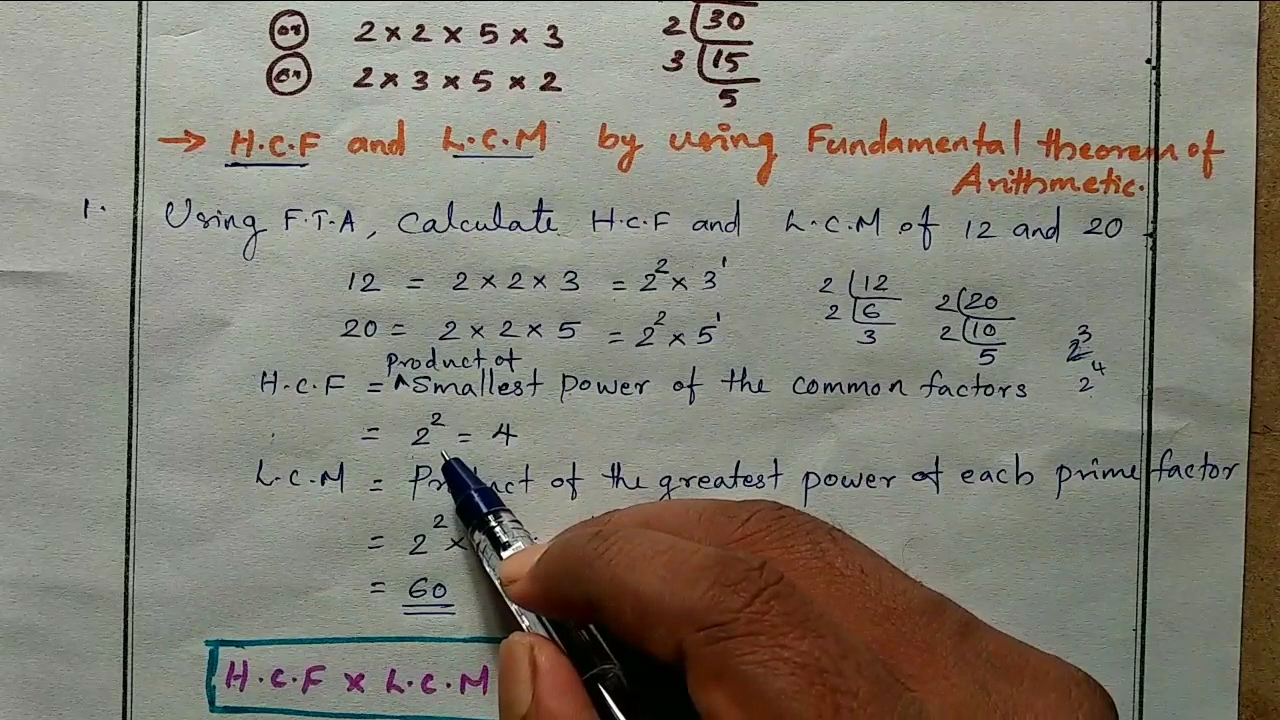 (or) 2 × 2 × 5 × 3
(or) 2 × 3 × 5 × 2
2 | 30
3 | 15
5
→ H.C.F and L.C.M by using Fundamental theorem of
Arithmetic.
1. Using F.T.A, Calculate H.C.F and L.C.M of 12 and 20
12 = 2 × 2 × 3 = 2² × 3¹
20 = 2 × 2 × 5 = 2² × 5¹
2 | 12
2 | 6
3
2 | 20
2 | 10
5
2³
2⁴
Product of
H.C.F = ^Smallest power of the common factors
= 2² = 4
L.C.M = of the greatest power of each prime factor
= 2² ×
= 60
H.C.F × L.C.M